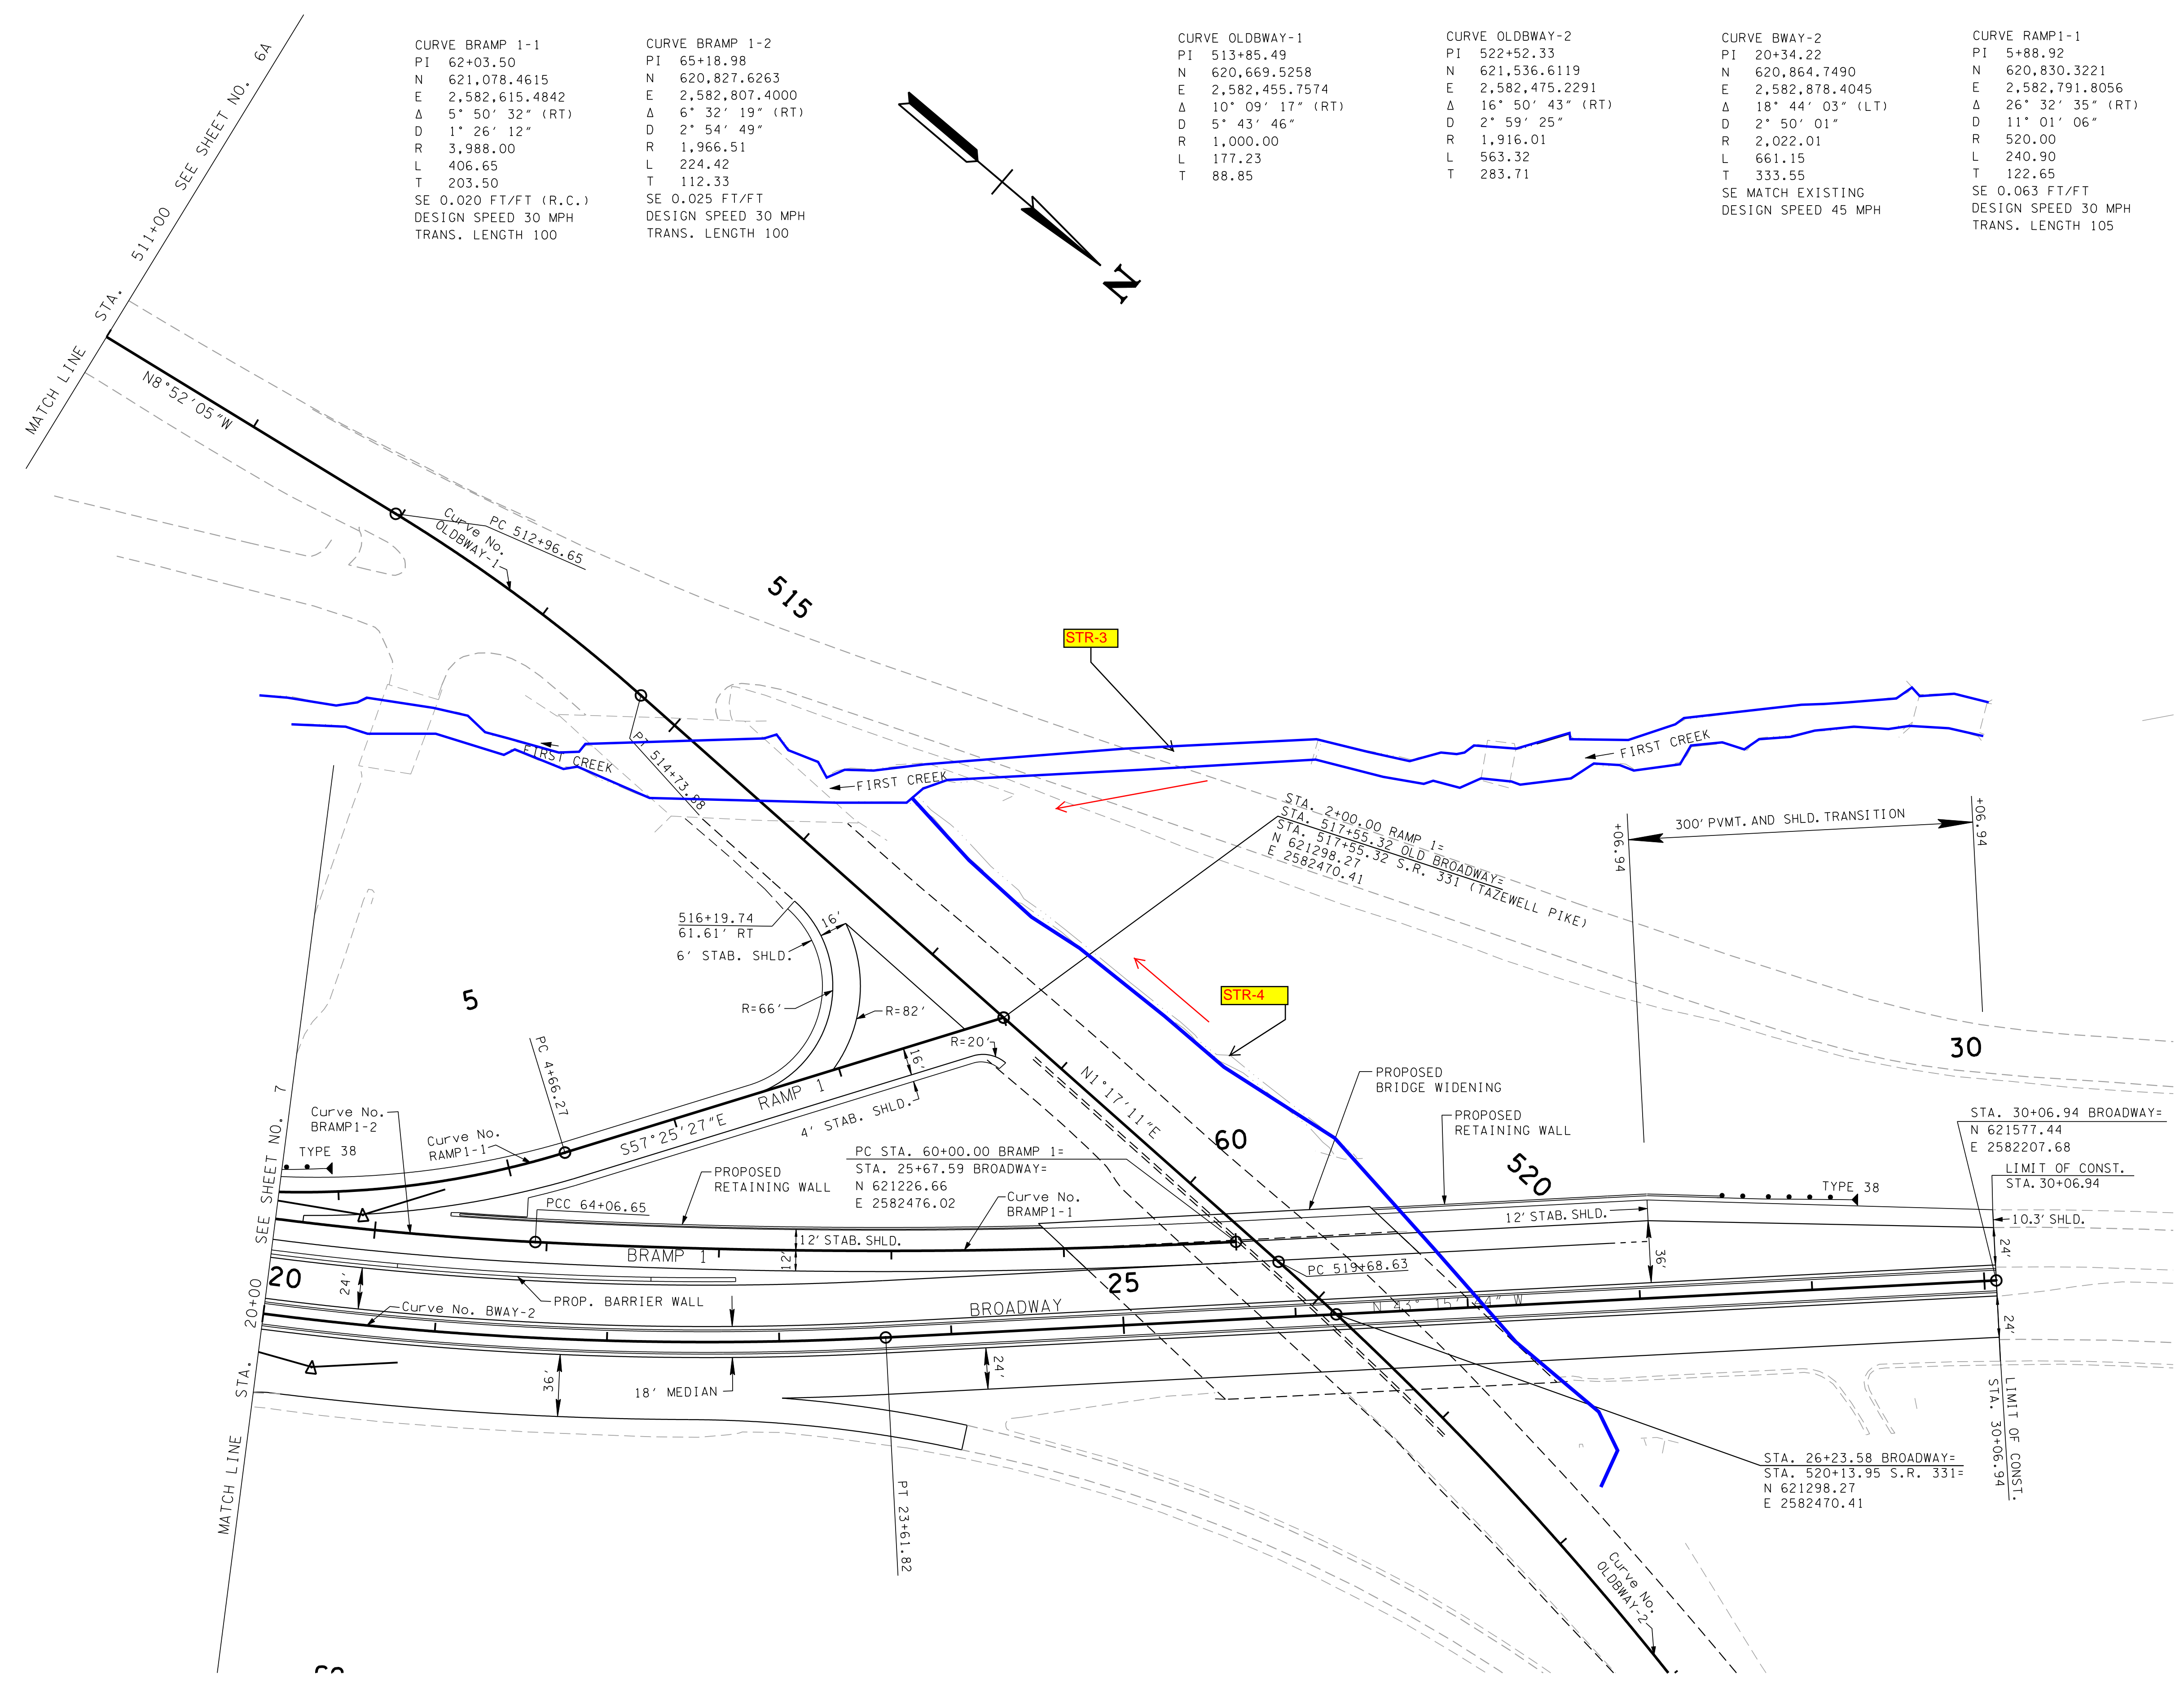 CURVE BRAMP 1-1
PI 62+03.50
N 621,078.4615
E 2,582,615.4842
Δ 5° 50′ 32″ (RT)
D 1° 26′ 12″
R 3,988.00
L 406.65
T 203.50
SE 0.020 FT/FT (R.C.)
DESIGN SPEED 30 MPH
TRANS. LENGTH 100
CURVE BRAMP 1-2
PI 65+18.98
N 620,827.6263
E 2,582,807.4000
Δ 6° 32′ 19″ (RT)
D 2° 54′ 49″
R 1,966.51
L 224.42
T 112.33
SE 0.025 FT/FT
DESIGN SPEED 30 MPH
TRANS. LENGTH 100
CURVE OLDBWAY-1
PI 513+85.49
N 620,669.5258
E 2,582,455.7574
Δ 10° 09′ 17″ (RT)
D 5° 43′ 46″
R 1,000.00
L 177.23
T 88.85
CURVE OLDBWAY-2
PI 522+52.33
N 621,536.6119
E 2,582,475.2291
Δ 16° 50′ 43″ (RT)
D 2° 59′ 25″
R 1,916.01
L 563.32
T 283.71
CURVE BWAY-2
PI 20+34.22
N 620,864.7490
E 2,582,878.4045
Δ 18° 44′ 03″ (LT)
D 2° 50′ 01″
R 2,022.01
L 661.15
T 333.55
SE MATCH EXISTING
DESIGN SPEED 45 MPH
CURVE RAMP1-1
PI 5+88.92
N 620,830.3221
E 2,582,791.8056
Δ 26° 32′ 35″ (RT)
D 11° 01′ 06″
R 520.00
L 240.90
T 122.65
SE 0.063 FT/FT
DESIGN SPEED 30 MPH
TRANS. LENGTH 105
N
MATCH LINE STA. 511+00 SEE SHEET NO. 6A
N8°52′05″W
PC 512+96.65
Curve No.
OLDBWAY-1
515
STR-3
FIRST CREEK
FIRST CREEK
FIRST CREEK
PT 514+73.88
STA. 2+00.00 RAMP 1=
STA. 517+55.32 OLD BROADWAY=
STA. 517+55.32 S.R. 331 (TAZEWELL PIKE)
N 621298.27
E 2582470.41
300′ PVMT. AND SHLD. TRANSITION
+06.94
+06.94
516+19.74
61.61′ RT
16′
6′ STAB. SHLD.
R=66′
R=82′
R=20′
16′
STR-4
5
30
PC 4+66.27
RAMP 1
S57°25′27″E
4′ STAB. SHLD.
N1°17′11″E
60
520
PROPOSED
BRIDGE WIDENING
PROPOSED
RETAINING WALL
STA. 30+06.94 BROADWAY=
N 621577.44
E 2582207.68
LIMIT OF CONST.
STA.30+06.94
Curve No.
BRAMP1-2
TYPE 38
Curve No.
RAMP1-1
PC STA. 60+00.00 BRAMP 1=
STA. 25+67.59 BROADWAY=
N 621226.66
E 2582476.02
PROPOSED
RETAINING WALL
PCC 64+06.65
Curve No.
BRAMP1-1
TYPE 38
12′ STAB. SHLD.
10.3′ SHLD.
12′ STAB. SHLD.
12′
BRAMP 1
PC 519+68.63
36′
24′
20
24′
PROP. BARRIER WALL
25
BROADWAY
N 43° 15′ 44″ W
Curve No. BWAY-2
24′
36′
18′ MEDIAN
24′
PT 23+61.82
LIMIT OF CONST.
STA. 30+06.94
STA. 26+23.58 BROADWAY=
STA. 520+13.95 S.R. 331=
N 621298.27
E 2582470.41
MATCH LINE STA. 20+00 SEE SHEET NO. 7
Curve No.
OLDBWAY-2